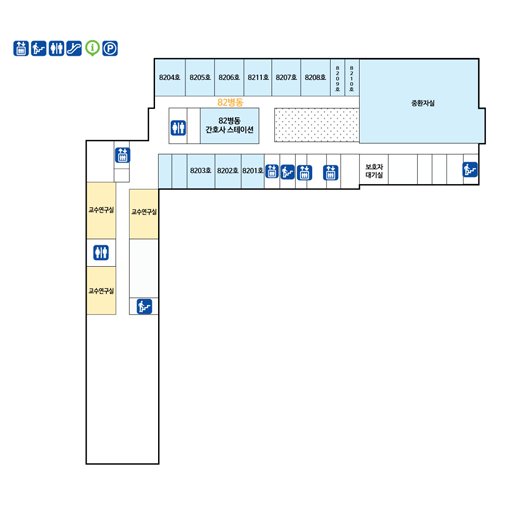 8204호 8205호 8206호 8211호 8207호 8208호 8209호 8210호
중환자실
82병동
82병동
간호사 스테이션
8203호 8202호 8201호
보호자
대기실
교수연구실 교수연구실
교수연구실